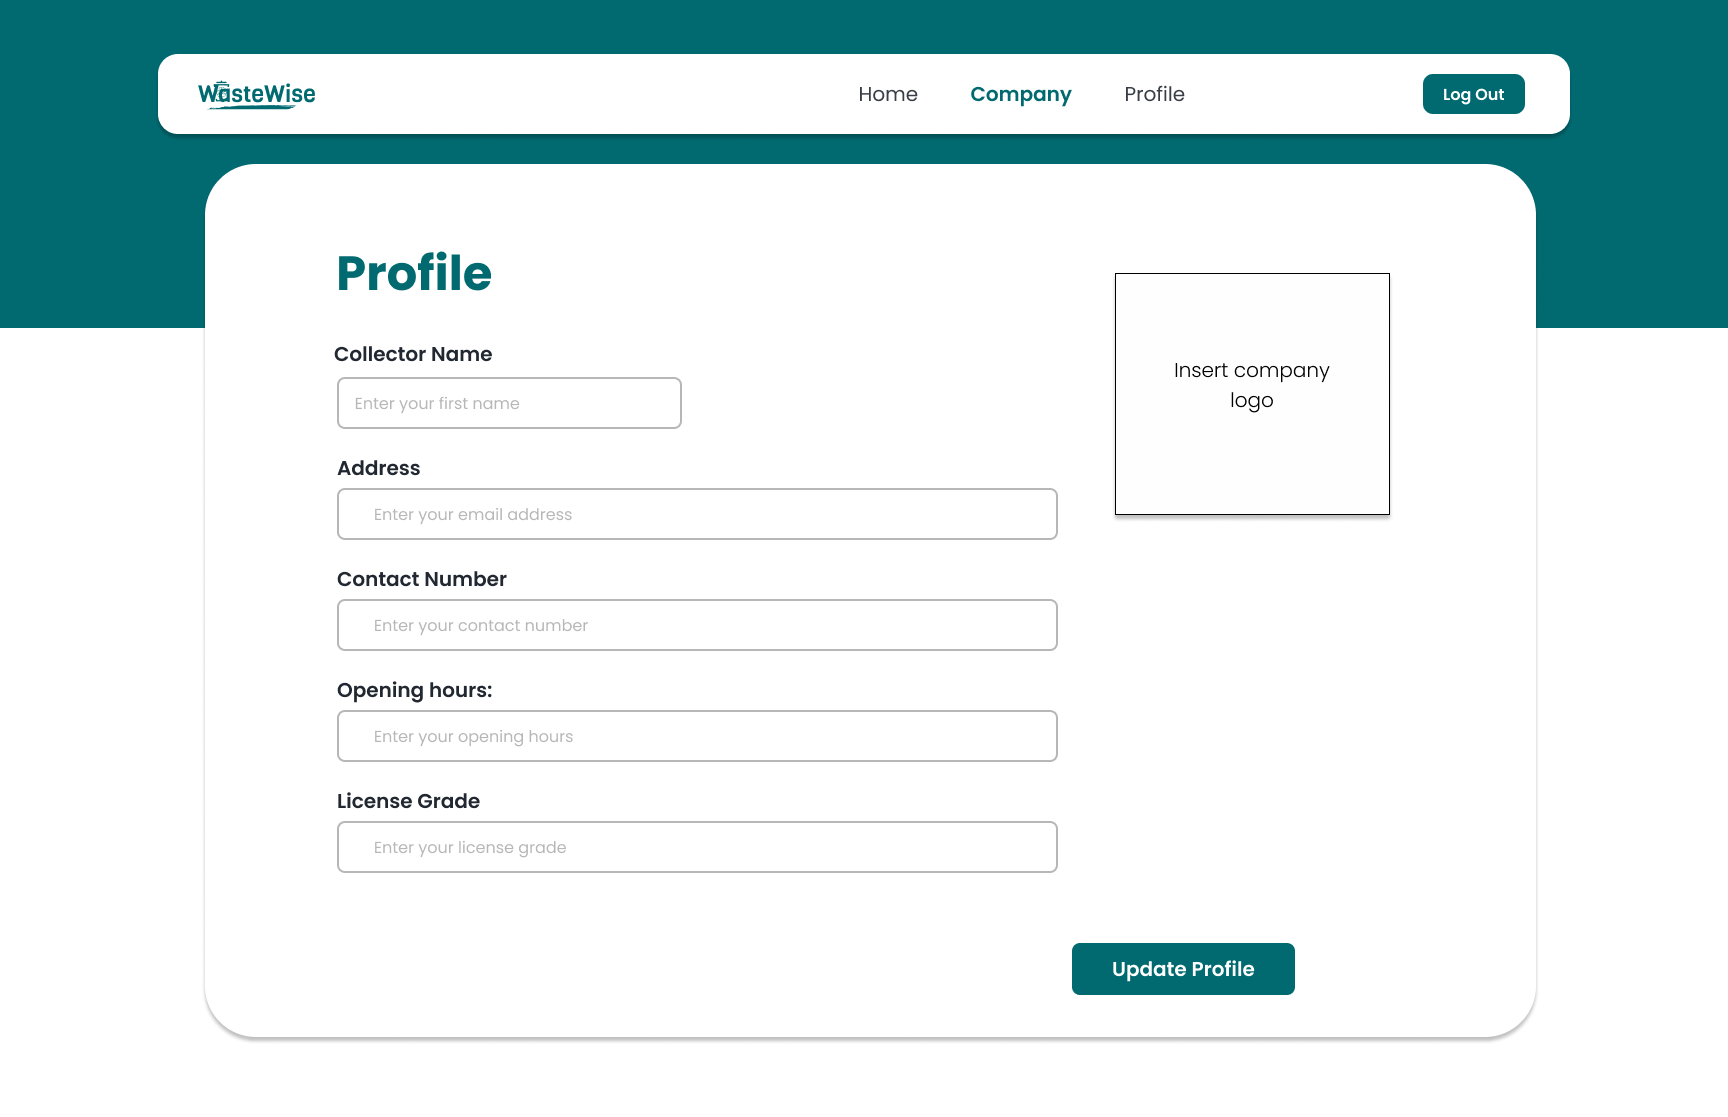 WasteWise
Home
Company
Profile
Log Out
Profile
Collector Name
Enter your first name
Address
Enter your email address
Contact Number
Enter your contact number
Opening hours:
Enter your opening hours
License Grade
Enter your license grade
Insert company
logo
Update Profile